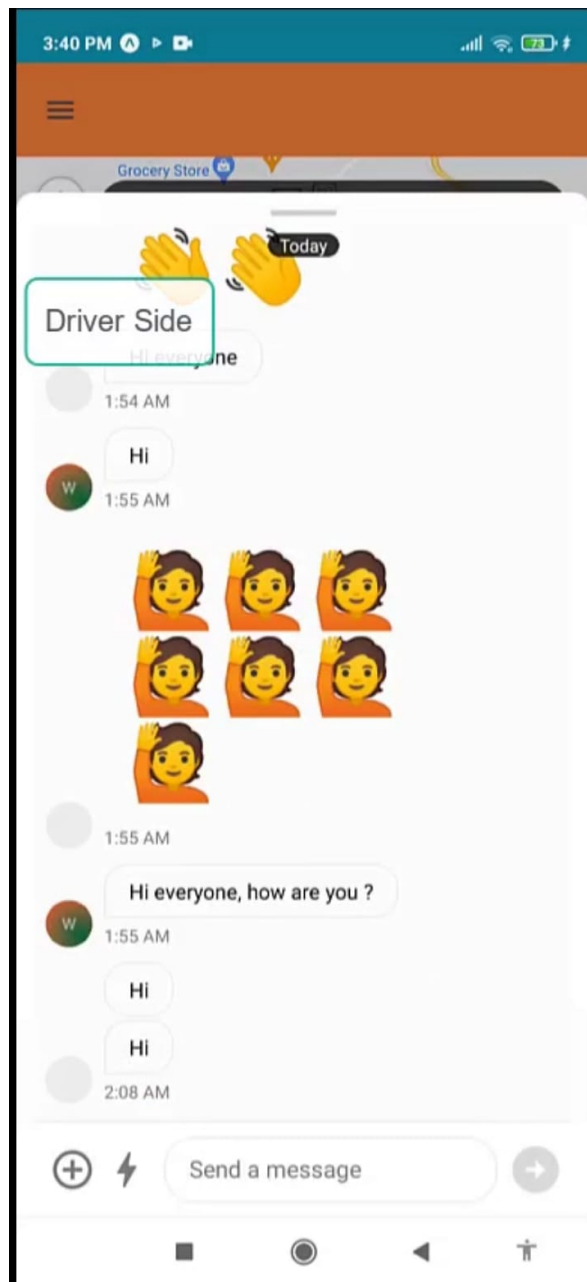 3:40 PM
73
Grocery Store
Today
Driver Side
Hi everyone
1:54 AM
Hi
W
1:55 AM
1:55 AM
Hi everyone, how are you ?
W
1:55 AM
Hi
Hi
2:08 AM
Send a message